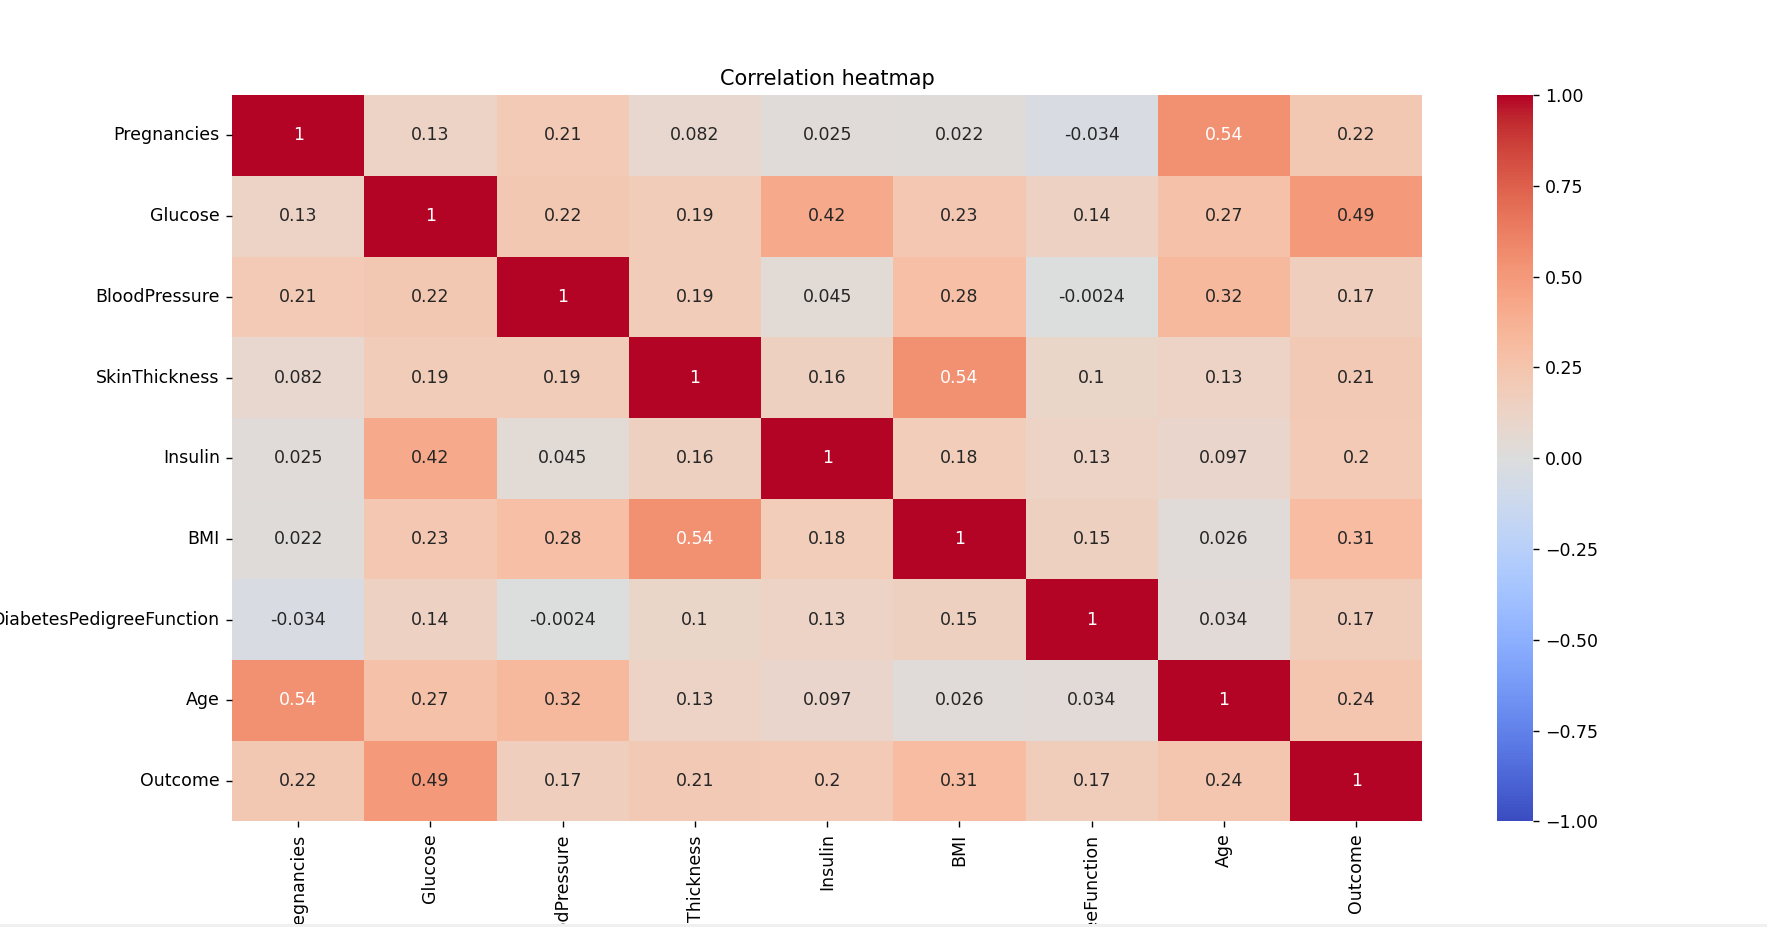 Correlation heatmap
Pregnancies 1 0.13 0.21 0.082 0.025 0.022 -0.034 0.54 0.22
Glucose 0.13 1 0.22 0.19 0.42 0.23 0.14 0.27 0.49
BloodPressure 0.21 0.22 1 0.19 0.045 0.28 -0.0024 0.32 0.17
SkinThickness 0.082 0.19 0.19 1 0.16 0.54 0.1 0.13 0.21
Insulin 0.025 0.42 0.045 0.16 1 0.18 0.13 0.097 0.2
BMI 0.022 0.23 0.28 0.54 0.18 1 0.15 0.026 0.31
DiabetesPedigreeFunction -0.034 0.14 -0.0024 0.1 0.13 0.15 1 0.034 0.17
Age 0.54 0.27 0.32 0.13 0.097 0.026 0.034 1 0.24
Outcome 0.22 0.49 0.17 0.21 0.2 0.31 0.17 0.24 1
egnancies
Glucose
dPressure
Thickness
Insulin
BMI
eFunction
Age
Outcome
1.00
0.75
0.50
0.25
0.00
−0.25
−0.50
−0.75
−1.00